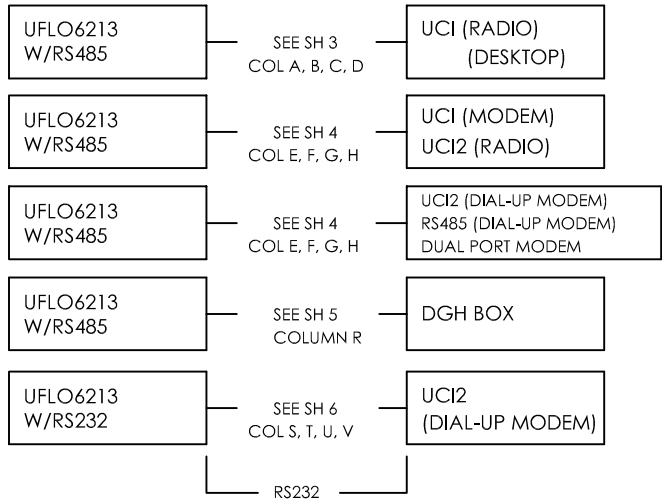 UFLO6213
W/RS485
SEE SH 3
COL A, B, C, D
UCI (RADIO)
(DESKTOP)
UFLO6213
W/RS485
SEE SH 4
COL E, F, G, H
UCI (MODEM)
UCI2 (RADIO)
UFLO6213
W/RS485
SEE SH 4
COL E, F, G, H
UCI2 (DIAL-UP MODEM)
RS485 (DIAL-UP MODEM)
DUAL PORT MODEM
UFLO6213
W/RS485
SEE SH 5
COLUMN R
DGH BOX
UFLO6213
W/RS232
SEE SH 6
COL S, T, U, V
UCI2
(DIAL-UP MODEM)
RS232